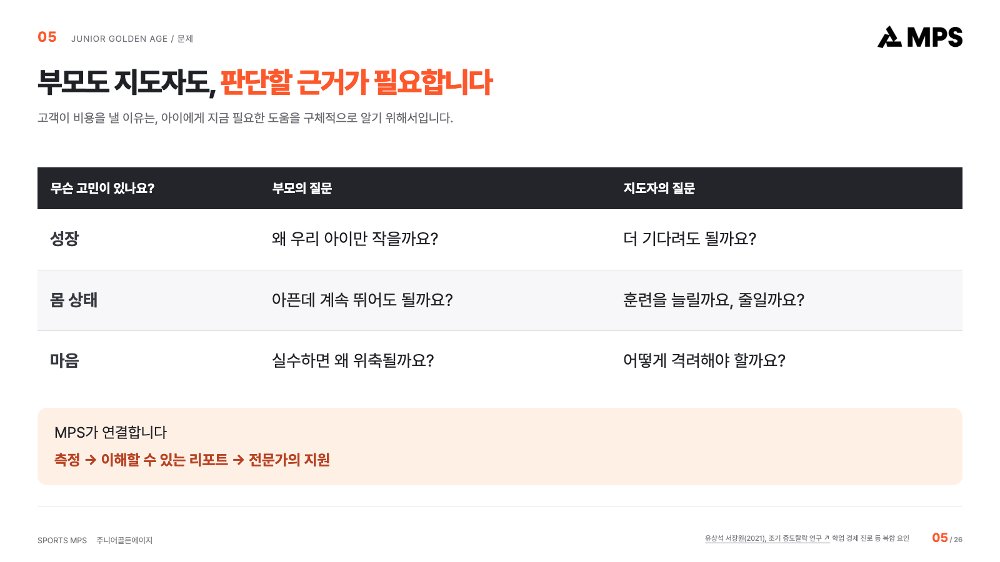 05 JUNIOR GOLDEN AGE / 문제
MPS
부모도 지도자도, 판단할 근거가 필요합니다
고객이 비용을 낼 이유는, 아이에게 지금 필요한 도움을 구체적으로 알기 위해서입니다.
무슨 고민이 있나요? 부모의 질문 지도자의 질문
성장 왜 우리 아이만 작을까요? 더 기다려도 될까요?
몸 상태 아픈데 계속 뛰어도 될까요? 훈련을 늘릴까요, 줄일까요?
마음 실수하면 왜 위축될까요? 어떻게 격려해야 할까요?
MPS가 연결합니다
측정 → 이해할 수 있는 리포트 → 전문가의 지원
SPORTS MPS 주니어골든에이지
유상석 서장원(2021), 조기 중도탈락 연구 ↗ 학업 경제 진로 등 복합 요인
05 / 26